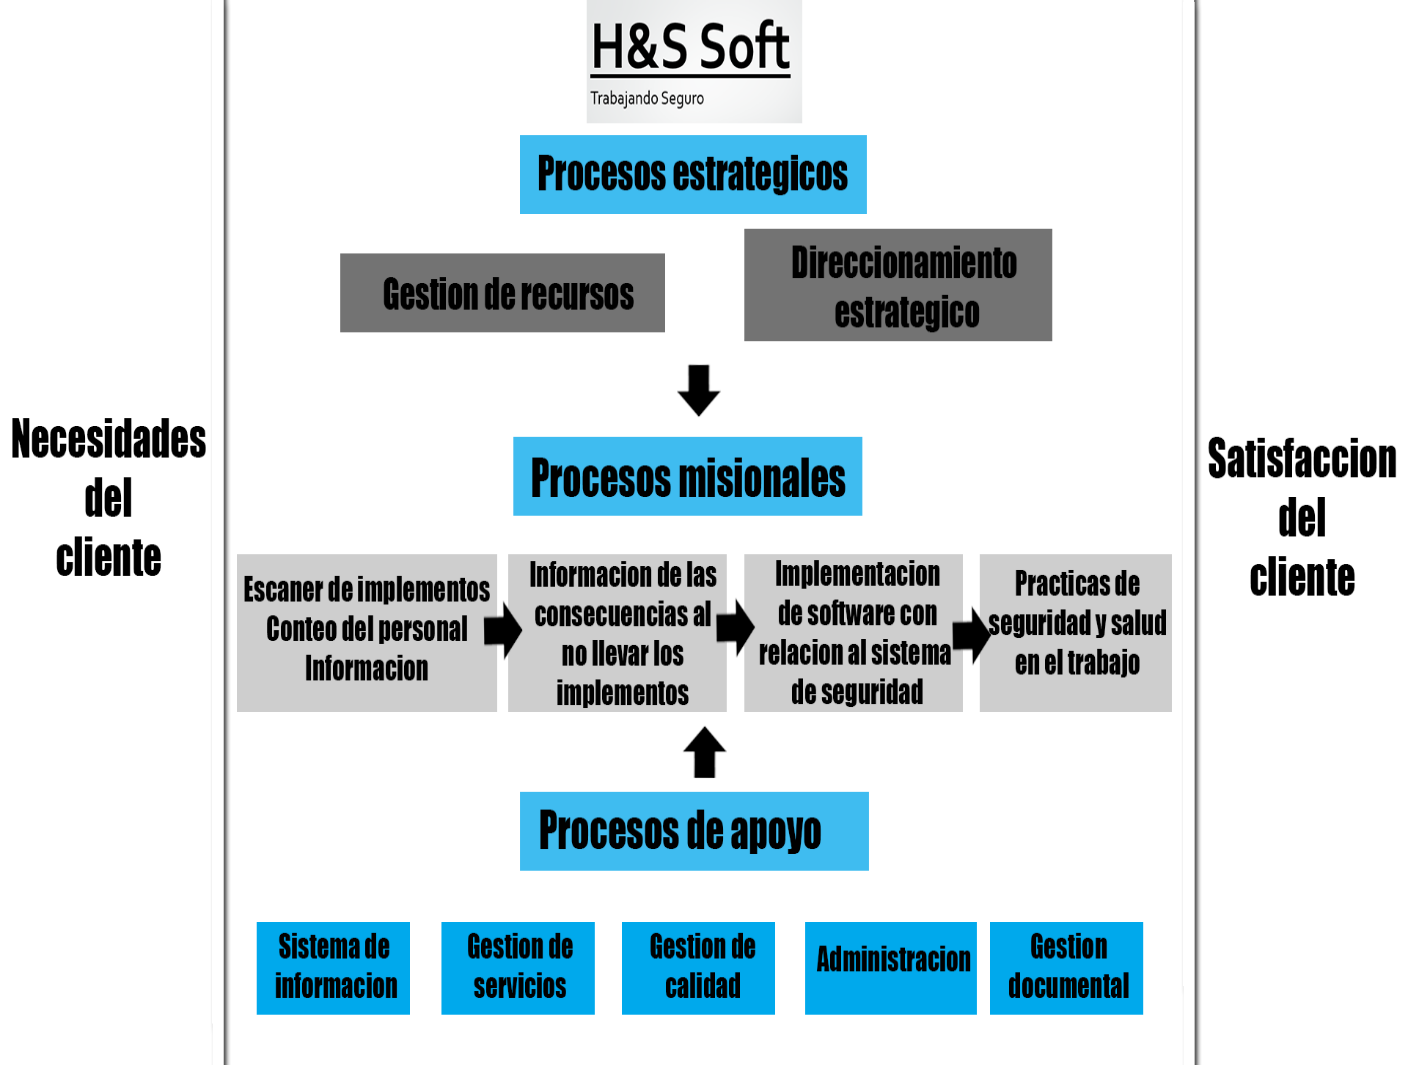 H&S Soft
Trabajando Seguro
Procesos estrategicos
Gestion de recursos
Direccionamiento
estrategico
Necesidades
del
cliente
Procesos misionales
Escaner de implementos
Conteo del personal
Informacion
Informacion de las
consecuencias al
no llevar los
implementos
Implementacion
de software con
relacion al sistema
de seguridad
Practicas de
seguridad y salud
en el trabajo
Satisfaccion
del
cliente
Procesos de apoyo
Sistema de
informacion
Gestion de
servicios
Gestion de
calidad
Administracion
Gestion
documental